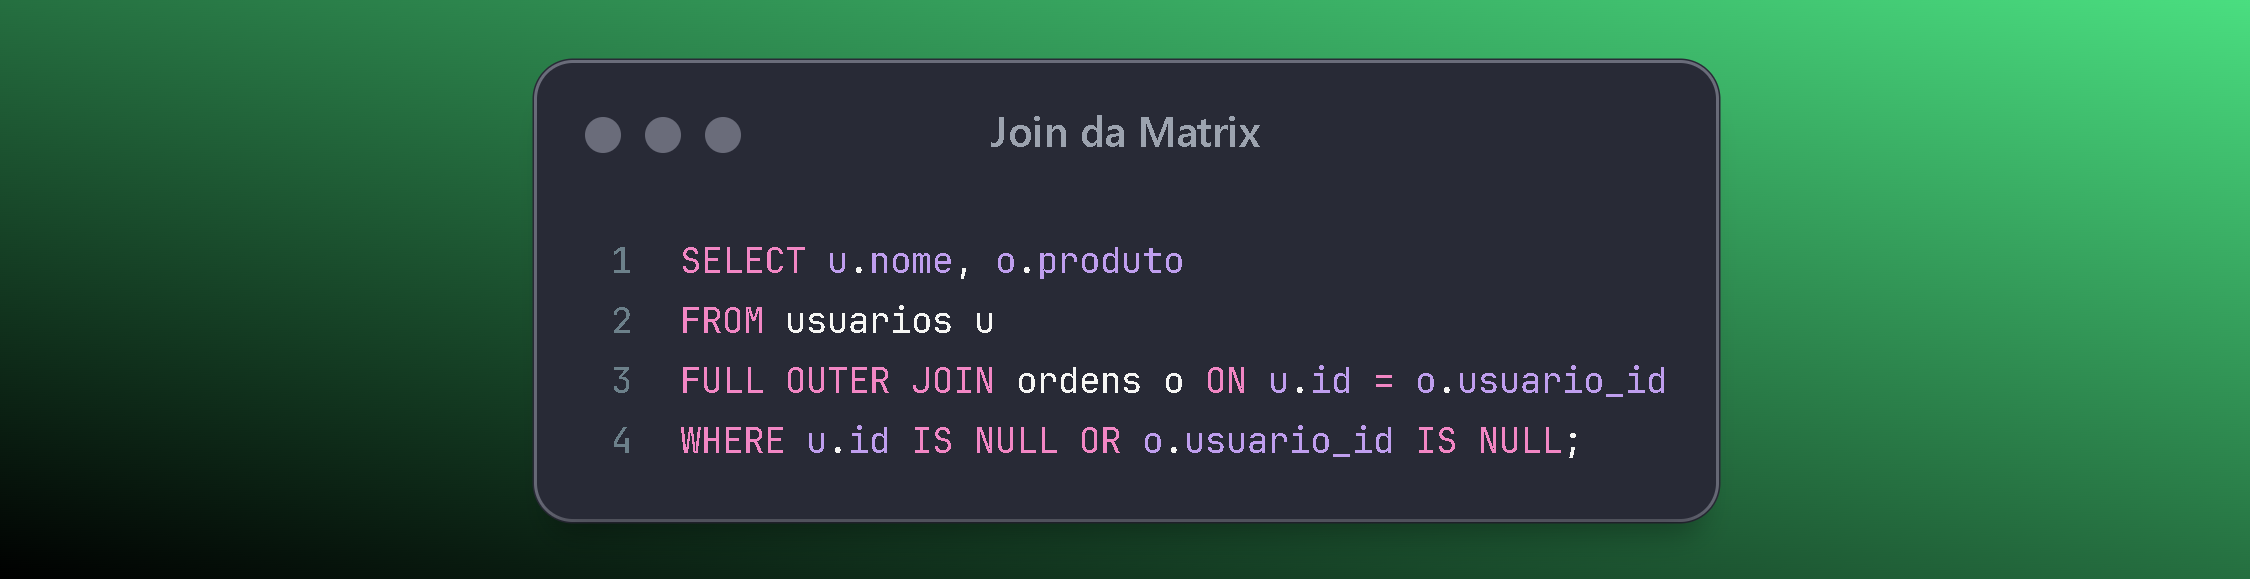 Join da Matrix
1 SELECT u.nome, o.produto
2 FROM usuarios u
3 FULL OUTER JOIN ordens o ON u.id = o.usuario_id
4 WHERE u.id IS NULL OR o.usuario_id IS NULL;